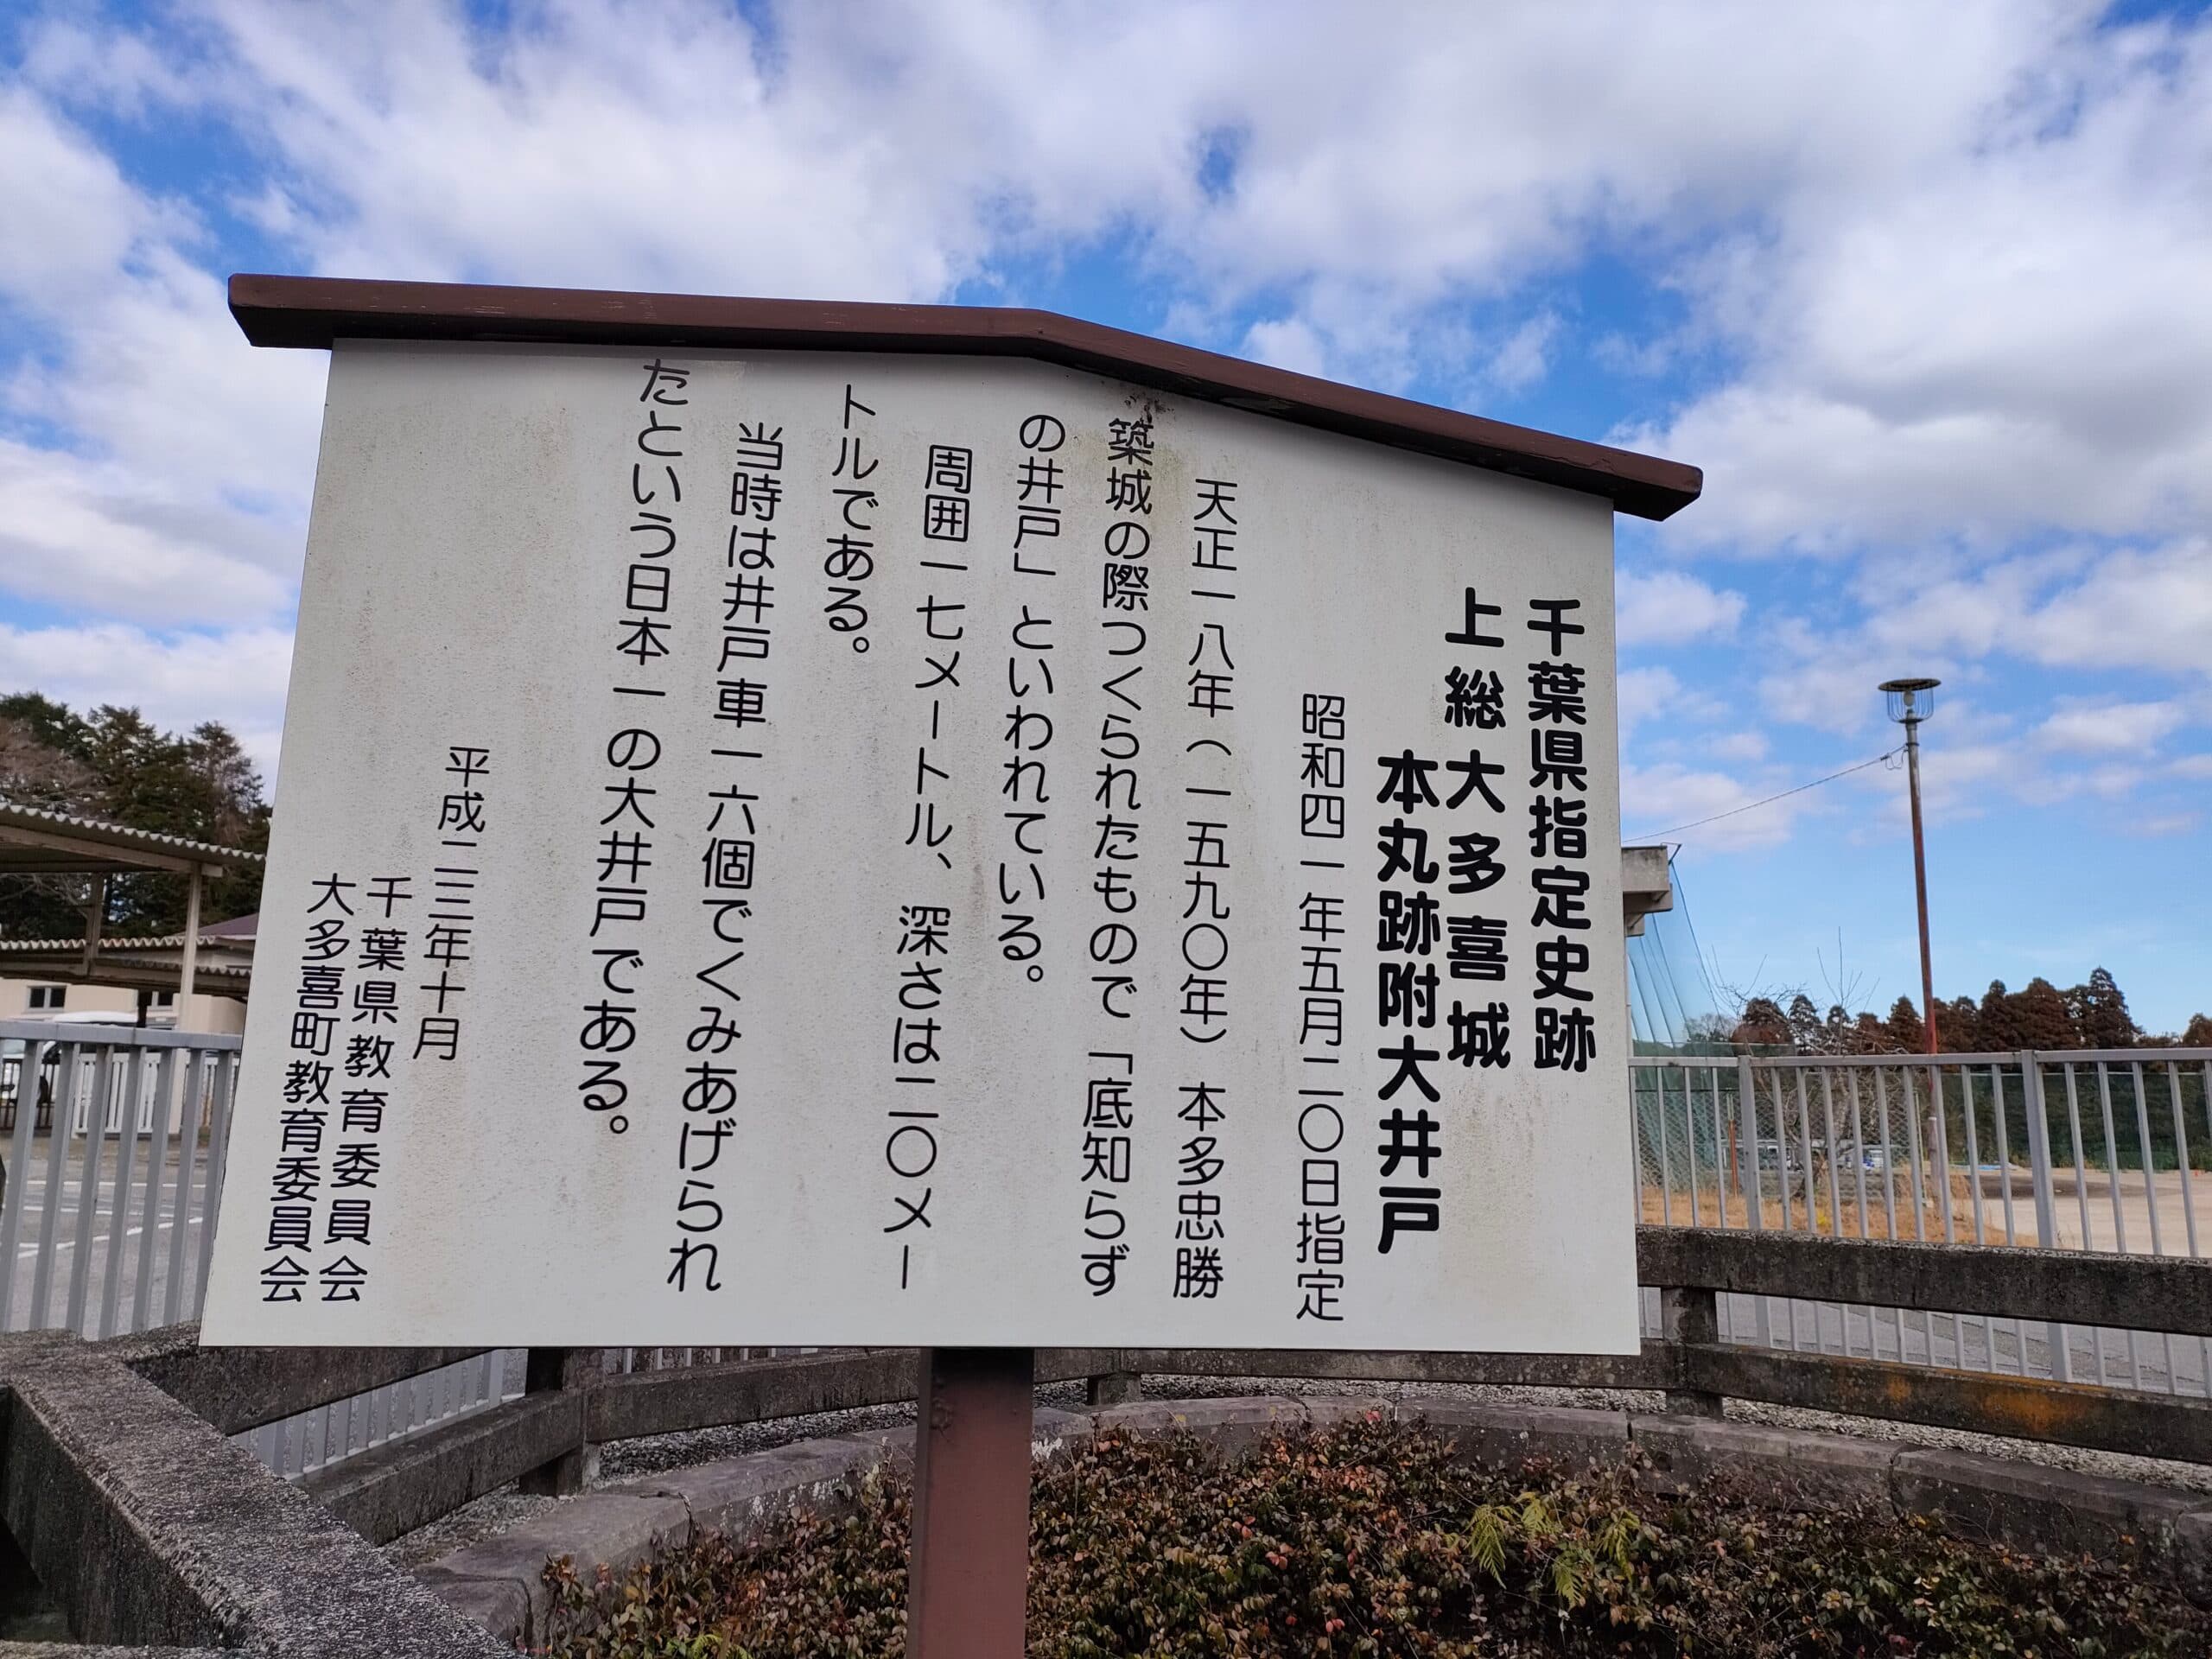 千葉県指定史跡
上総大多喜城
本丸跡附大井戸
昭和四一年五月二〇日指定
天正一八年(一五九〇年)本多忠勝
築城の際つくられたもので「底知らず
の井戸」といわれている。
周囲一七メートル、深さは二〇メー
トルである。
当時は井戸車一六個でくみあげられ
たという日本一の大井戸である。
平成二三年十月
千葉県教育委員会
大多喜町教育委員会